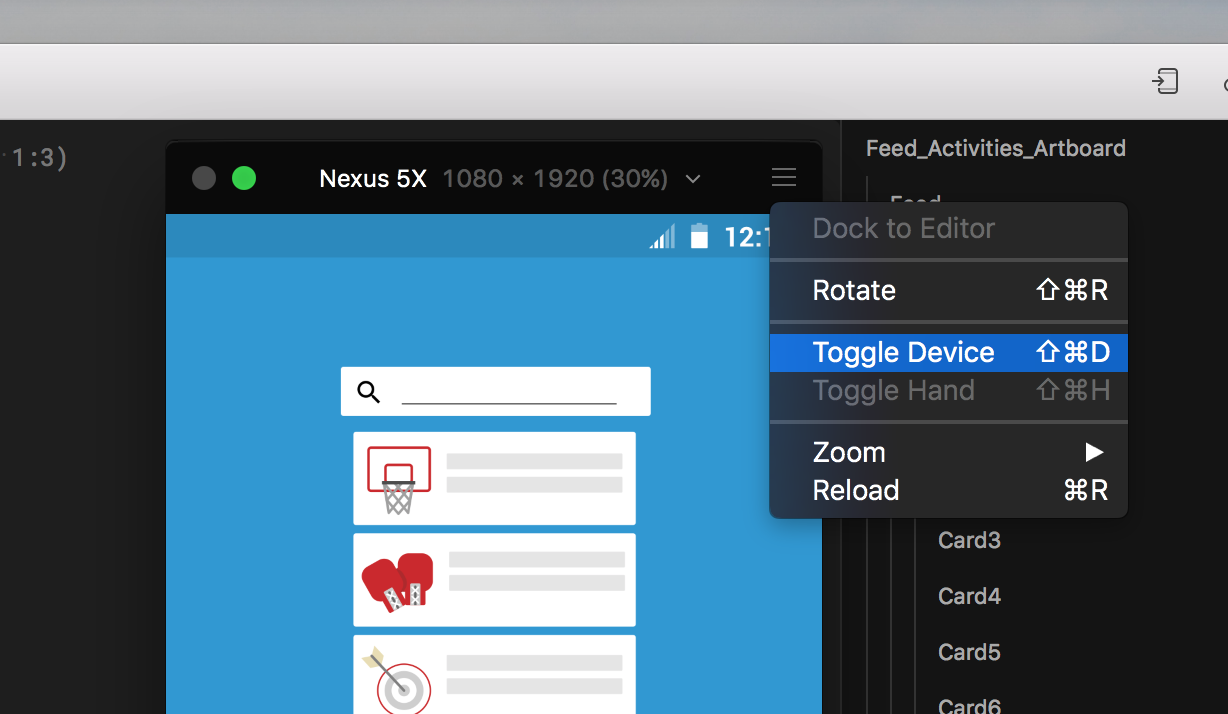 1:3)
Nexus 5X 1080 × 1920 (30%)
Feed_Activities_Artboard
Feed
12:1
Dock to Editor
Rotate ⇧⌘R
Toggle Device ⇧⌘D
Toggle Hand ⇧⌘H
Zoom ▶
Reload ⌘R
Card3
Card4
Card5
Card6